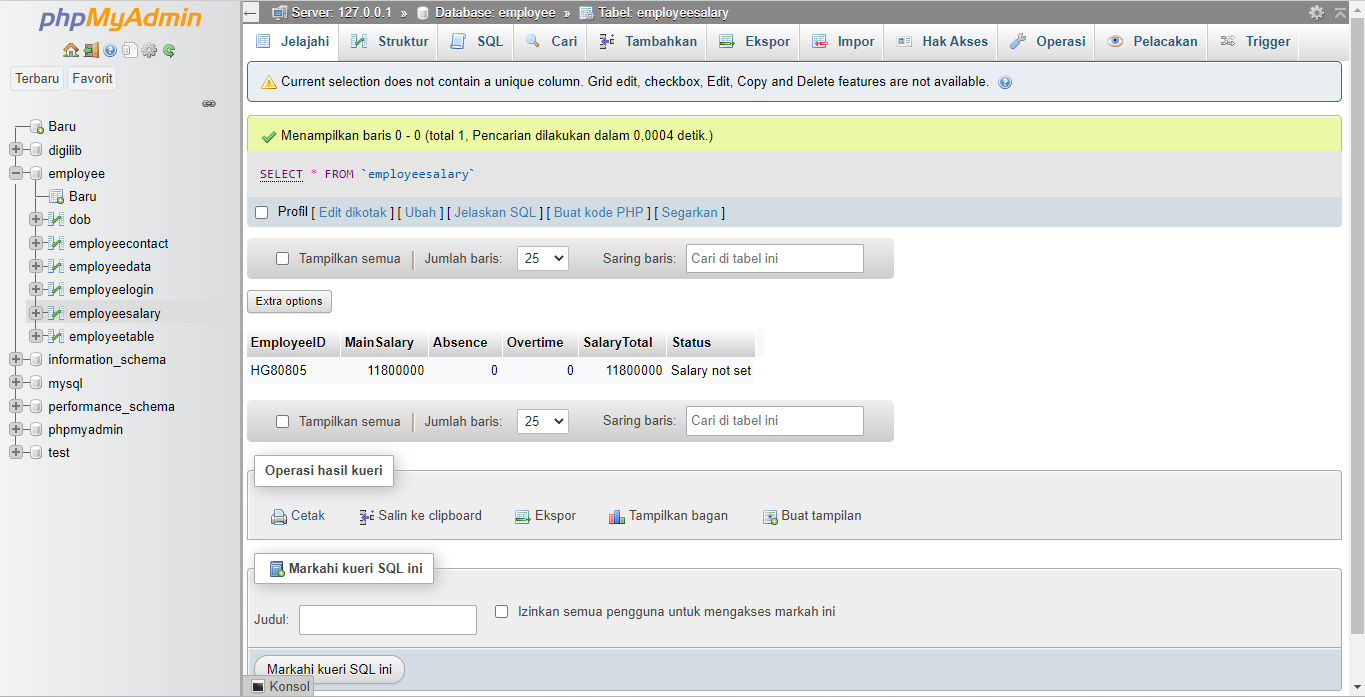 phpMyAdmin
Terbaru Favorit
Baru
digilib
employee
Baru
dob
employeecontact
employeedata
employeelogin
employeesalary
employeetable
information_schema
mysql
performance_schema
phpmyadmin
test
Server: 127.0.0.1 » Database: employee » Tabel: employeesalary
Jelajahi Struktur SQL Cari Tambahkan Ekspor Impor Hak Akses Operasi Pelacakan Trigger
Current selection does not contain a unique column. Grid edit, checkbox, Edit, Copy and Delete features are not available.
Menampilkan baris 0 - 0 (total 1, Pencarian dilakukan dalam 0,0004 detik.)
SELECT * FROM `employeesalary`
Profil [ Edit dikotak ] [ Ubah ] [ Jelaskan SQL ] [ Buat kode PHP ] [ Segarkan ]
Tampilkan semua Jumlah baris: 25 Saring baris: Cari di tabel ini
Extra options
EmployeeID MainSalary Absence Overtime SalaryTotal Status
HG80805 11800000 0 0 11800000 Salary not set
Tampilkan semua Jumlah baris: 25 Saring baris: Cari di tabel ini
Operasi hasil kueri
Cetak Salin ke clipboard Ekspor Tampilkan bagan Buat tampilan
Markahi kueri SQL ini
Judul: Izinkan semua pengguna untuk mengakses markah ini
Markahi kueri SQL ini
Konsol